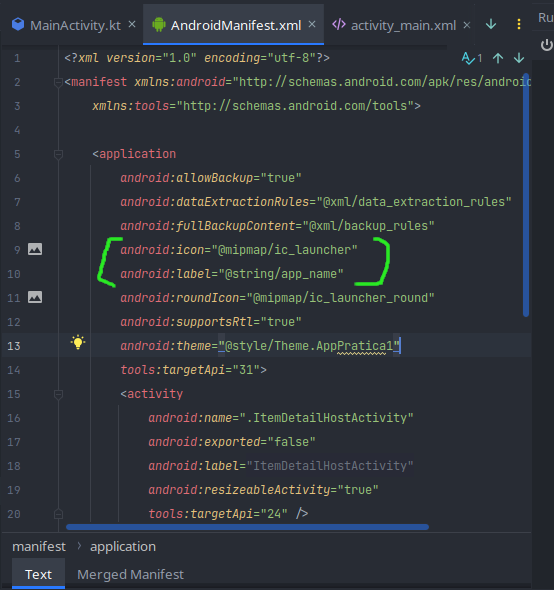 MainActivity.kt
AndroidManifest.xml
activity_main.xml
Ru
1 <?xml version="1.0" encoding="utf-8"?>
1
2 <manifest xmlns:android="http://schemas.android.com/apk/res/android
3 xmlns:tools="http://schemas.android.com/tools">
4
5 <application
6 android:allowBackup="true"
7 android:dataExtractionRules="@xml/data_extraction_rules"
8 android:fullBackupContent="@xml/backup_rules"
9 android:icon="@mipmap/ic_launcher"
10 android:label="@string/app_name"
11 android:roundIcon="@mipmap/ic_launcher_round"
12 android:supportsRtl="true"
13 android:theme="@style/Theme.AppPratica1"
14 tools:targetApi="31">
15 <activity
16 android:name=".ItemDetailHostActivity"
17 android:exported="false"
18 android:label="ItemDetailHostActivity"
19 android:resizeableActivity="true"
20 tools:targetApi="24" />
manifest › application
Text Merged Manifest